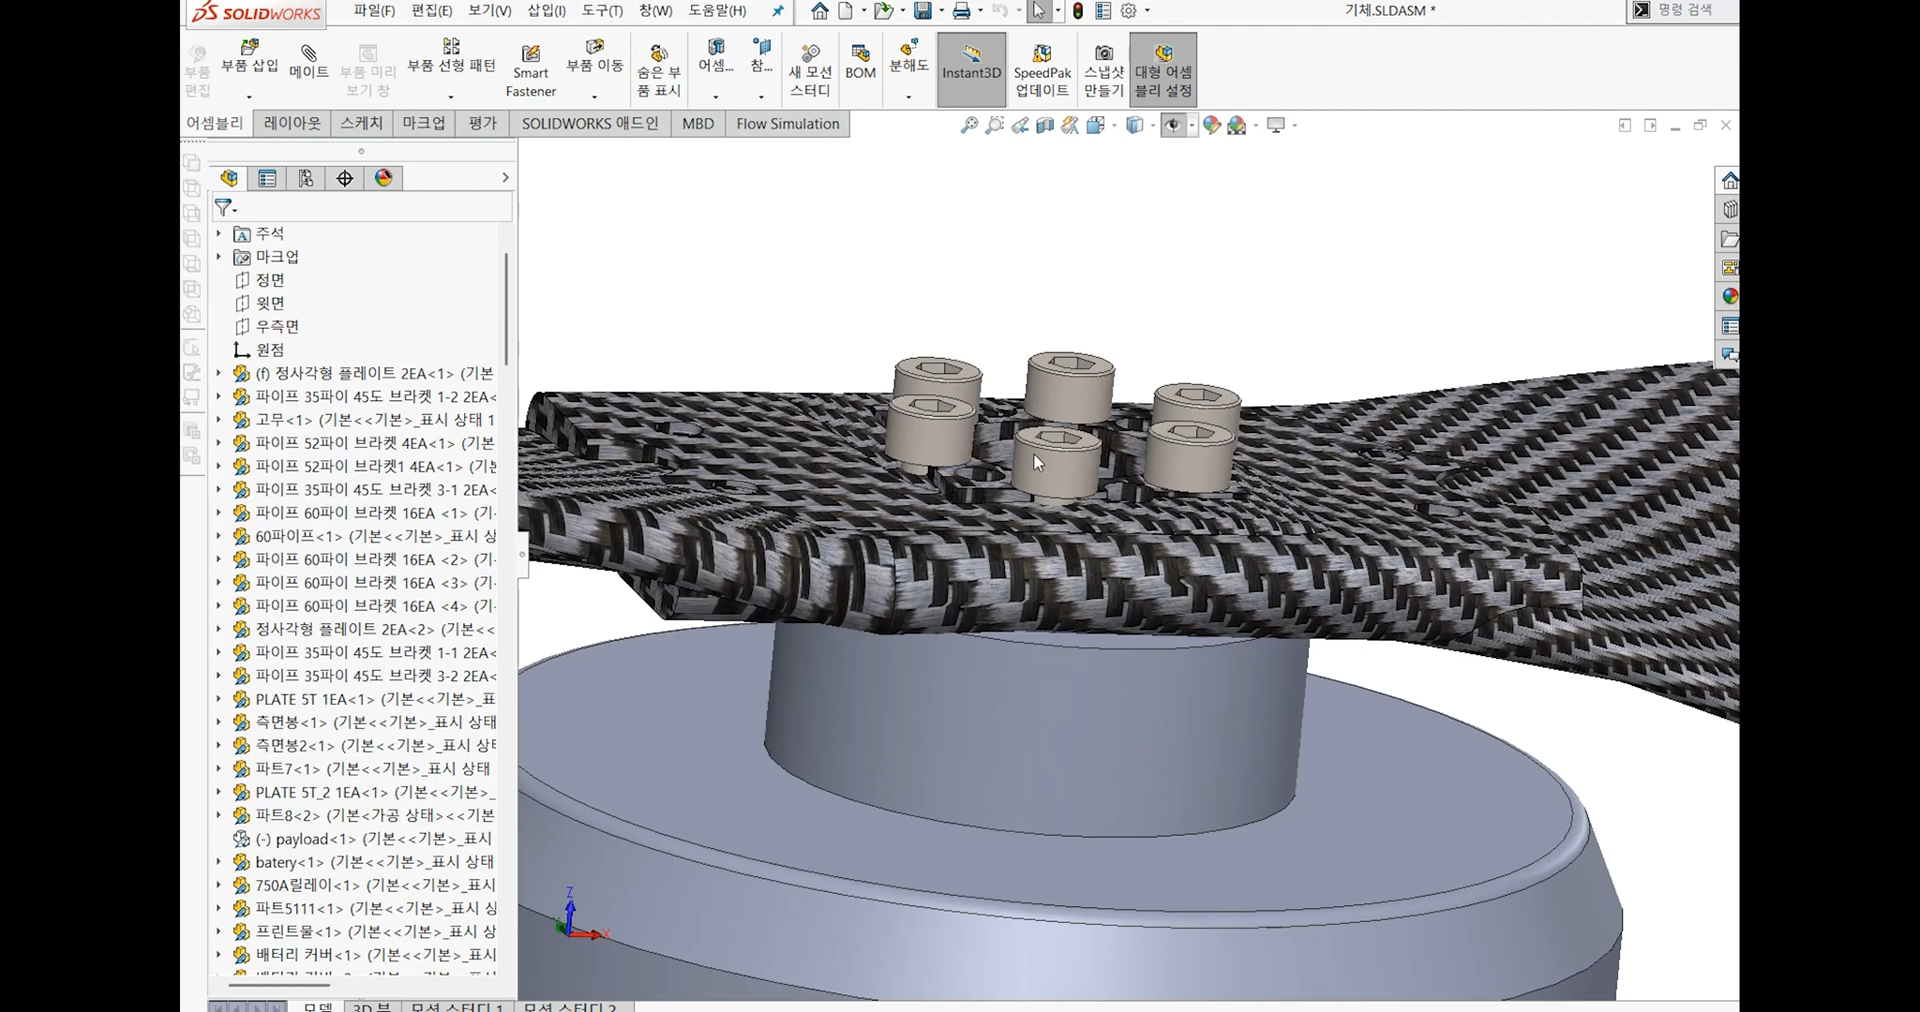 SOLIDWORKS 파일(F) 편집(E) 보기(V) 삽입(I) 도구(T) 창(W) 도움말(H) 기체.SLDASM * 명령 검색
부품 편집
부품 삽입
메이트
부품 미리 보기 창
부품 선형 패턴
Smart Fastener
부품 이동
숨은 부품 표시
어셈...
참...
새 모션 스터디
BOM
분해도
Instant3D
SpeedPak 업데이트
스냅샷 만들기
대형 어셈블리 설정
어셈블리 레이아웃 스케치 마크업 평가 SOLIDWORKS 애드인 MBD Flow Simulation
주석
마크업
정면
윗면
우측면
원점
(f) 정사각형 플레이트 2EA<1> (기본
파이프 35파이 45도 브라켓 1-2 2EA<
고무<1> (기본<<기본>_표시 상태 1
파이프 52파이 브라켓 4EA<1> (기본
파이프 52파이 브라켓1 4EA<1> (기본
파이프 35파이 45도 브라켓 3-1 2EA<
파이프 60파이 브라켓 16EA <1> (기
60파이프<1> (기본<<기본>_표시 상
파이프 60파이 브라켓 16EA <2> (기
파이프 60파이 브라켓 16EA <3> (기
파이프 60파이 브라켓 16EA <4> (기
정사각형 플레이트 2EA<2> (기본<<
파이프 35파이 45도 브라켓 1-1 2EA<
파이프 35파이 45도 브라켓 3-2 2EA<
PLATE 5T 1EA<1> (기본<<기본>_표
측면봉<1> (기본<<기본>_표시 상태
측면봉2<1> (기본<<기본>_표시 상태
파트7<1> (기본<<기본>_표시 상태
PLATE 5T_2 1EA<1> (기본<<기본>_
파트8<2> (기본<가공 상태><<기본
(-) payload<1> (기본<<기본>_표시
batery<1> (기본<<기본>_표시 상태
750A릴레이<1> (기본<<기본>_표시
파트5111<1> (기본<<기본>_표시 상
프린트물<1> (기본<<기본>_표시 상
배터리 커버<1> (기본<<기본>_표시
Z
X
모델 3D 뷰 모션 스터디 1 모션 스터디 2